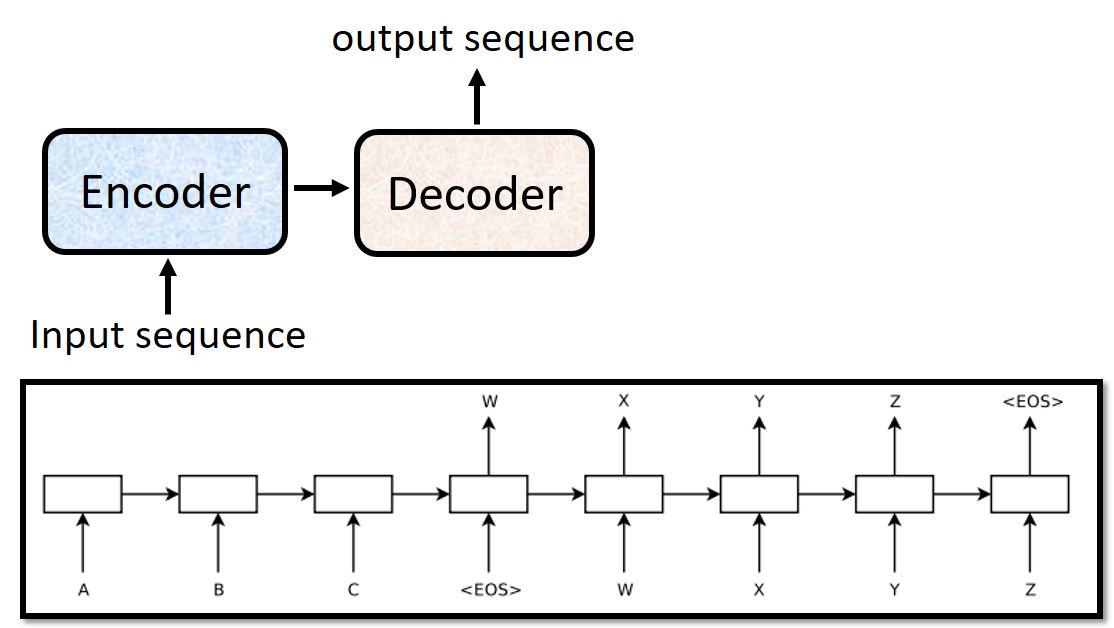 output sequence
Encoder
Decoder
Input sequence
W X Y Z <EOS>
A B C <EOS> W X Y Z